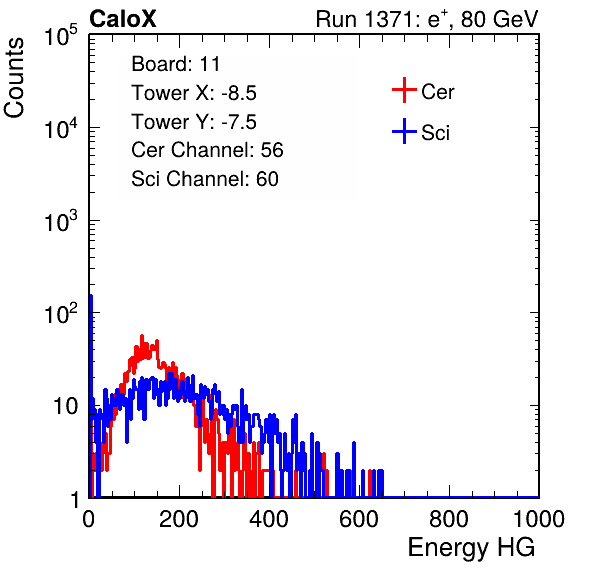 CaloX Run 1371: e⁺, 80 GeV
Counts
Board: 11
Tower X: -8.5
Tower Y: -7.5
Cer Channel: 56
Sci Channel: 60
Cer
Sci
10⁵
10⁴
10³
10²
10
1
0 200 400 600 800 1000
Energy HG